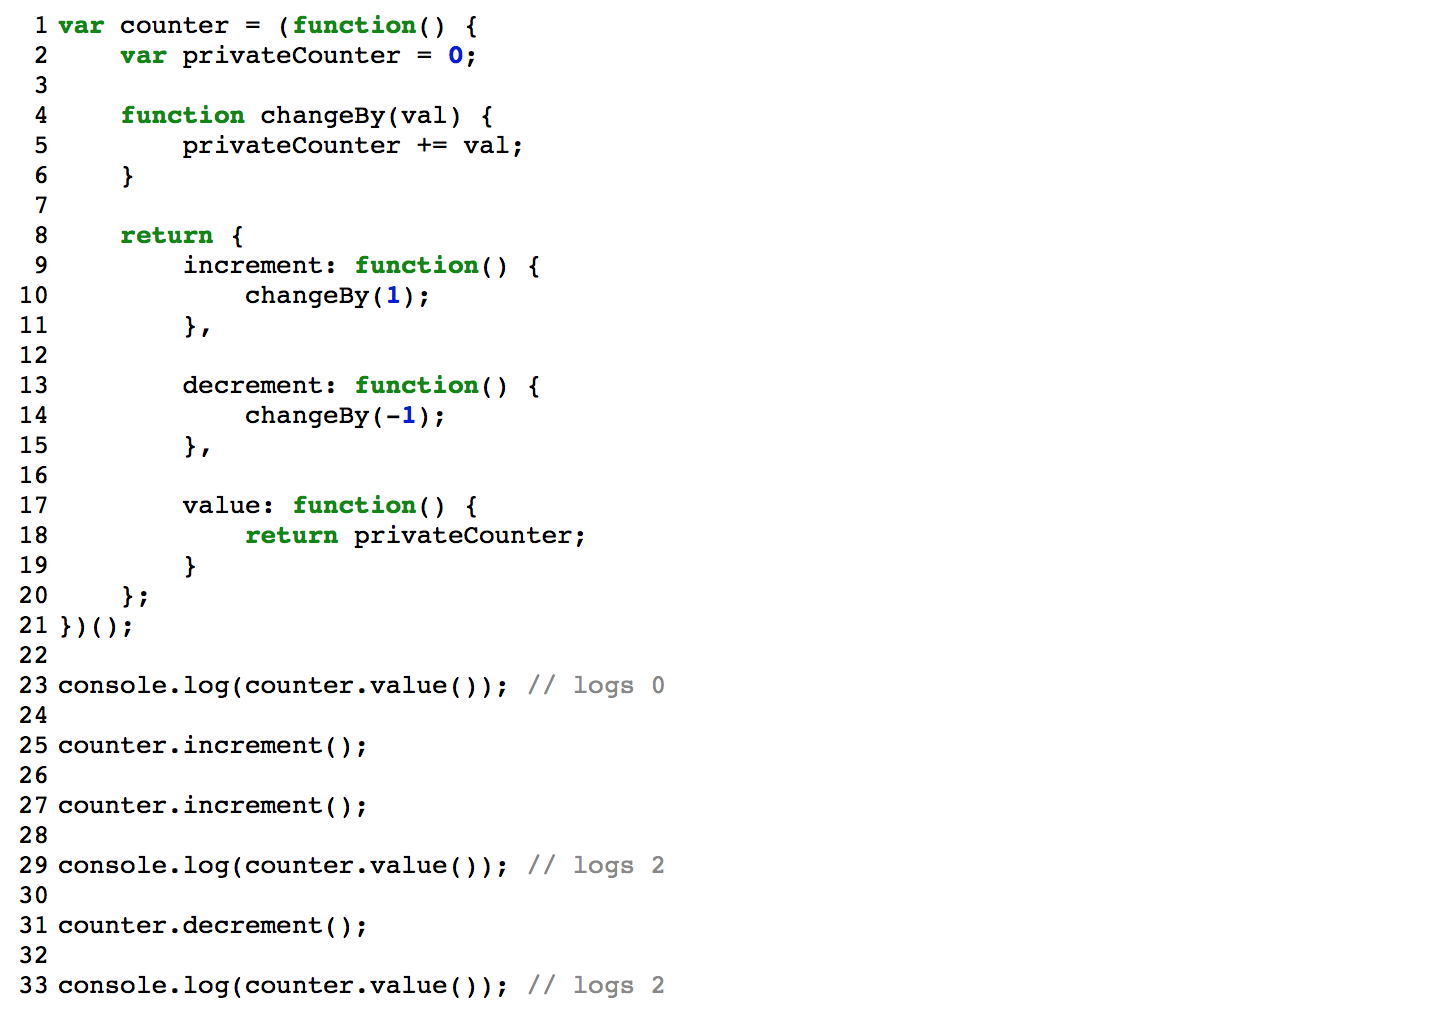 1 var counter = (function() {
2     var privateCounter = 0;
3
4     function changeBy(val) {
5         privateCounter += val;
6     }
7
8     return {
9         increment: function() {
10             changeBy(1);
11         },
12
13         decrement: function() {
14             changeBy(-1);
15         },
16
17         value: function() {
18             return privateCounter;
19         }
20     };
21 })();
22
23 console.log(counter.value()); // logs 0
24
25 counter.increment();
26
27 counter.increment();
28
29 console.log(counter.value()); // logs 2
30
31 counter.decrement();
32
33 console.log(counter.value()); // logs 2